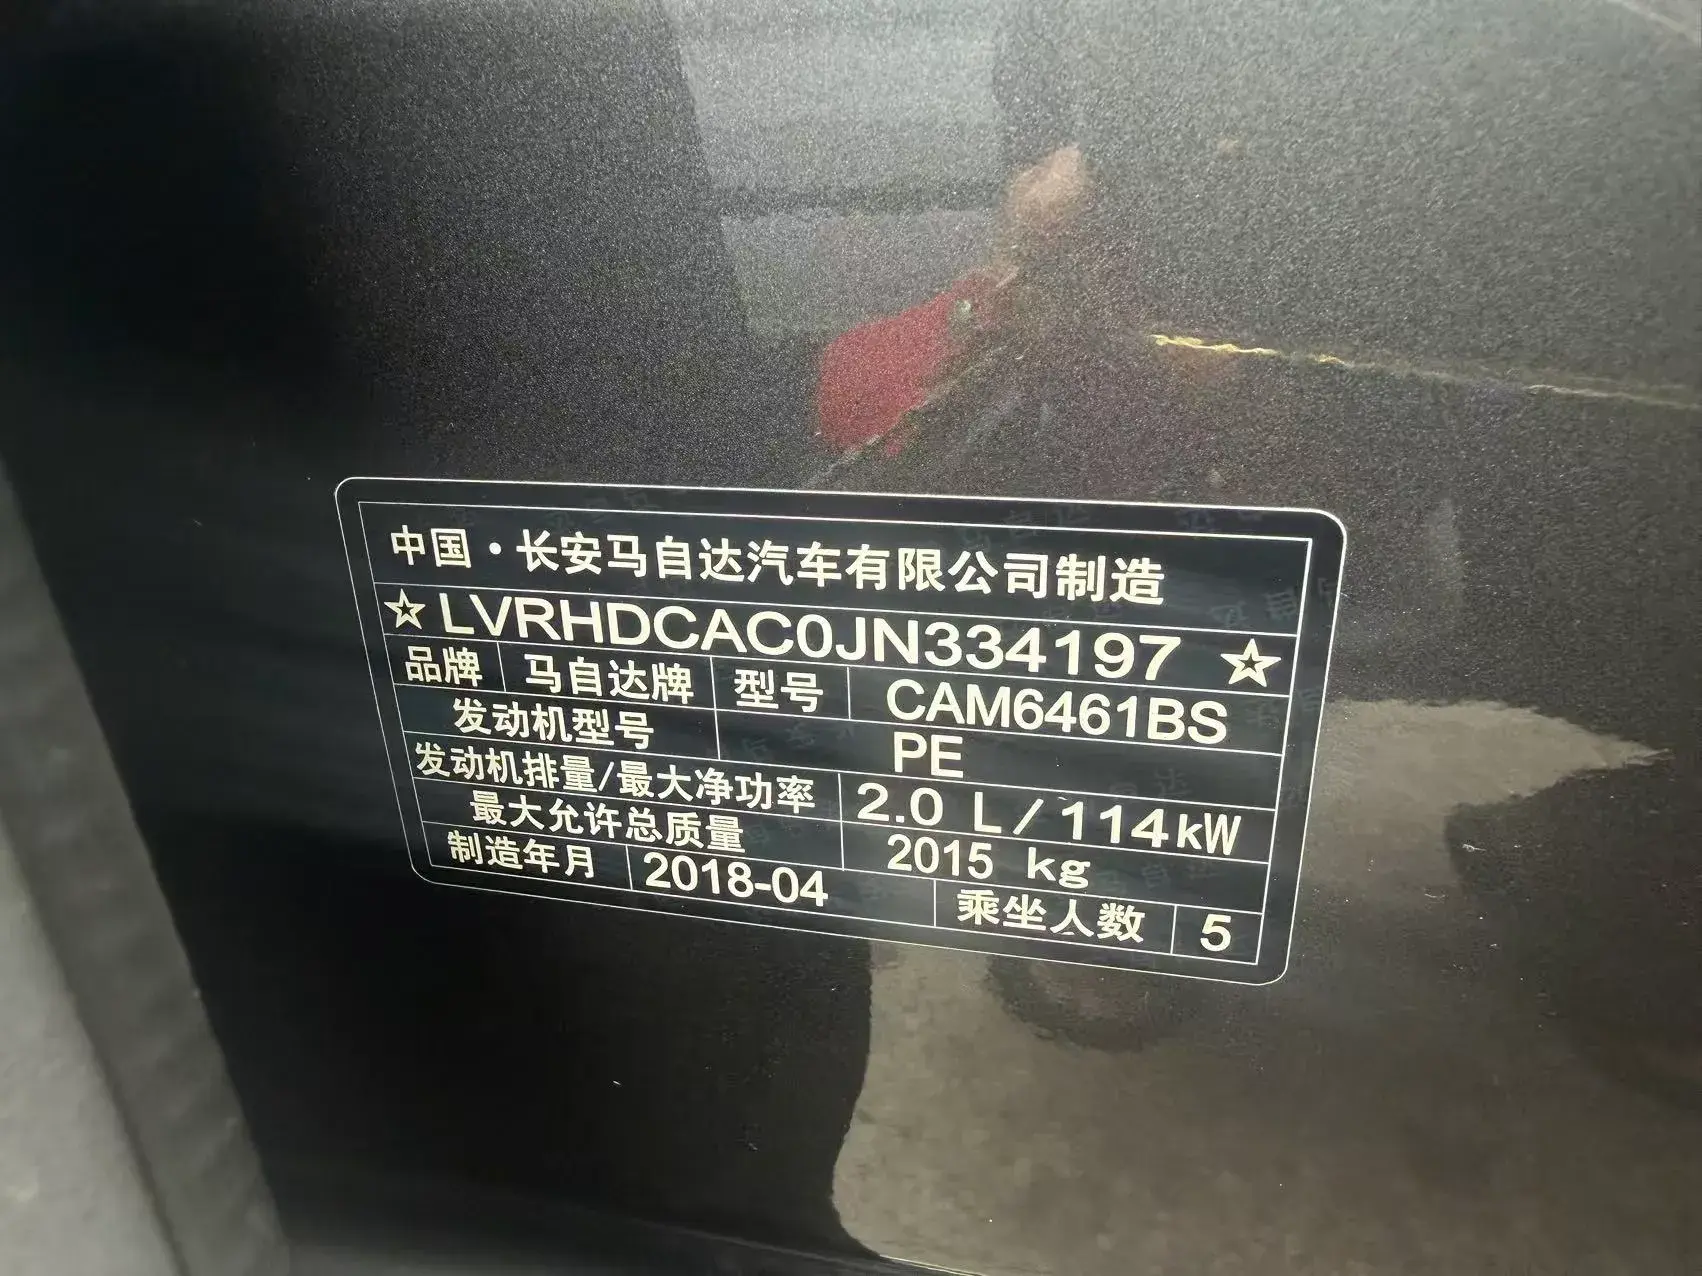 中国·长安马自达汽车有限公司制造
☆LVRHDCAC0JN334197☆
品牌 马自达牌 型号 CAM6461BS
发动机型号 PE
发动机排量/最大净功率 2.0 L/114kW
最大允许总质量 2015 kg
制造年月 2018-04 乘坐人数 5